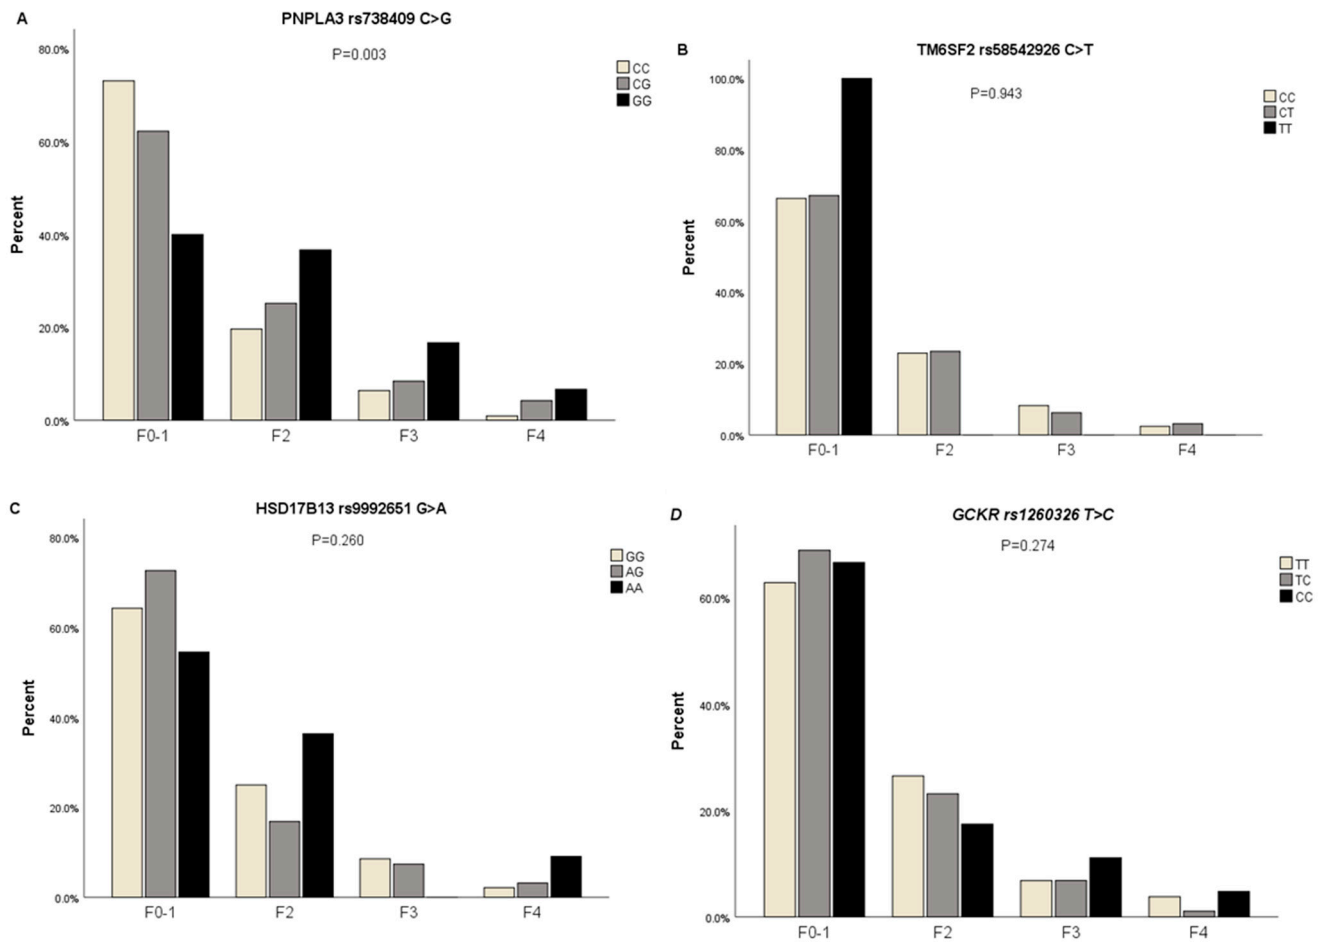 A
PNPLA3 rs738409 C>G
P=0.003
CC
CG
GG
Percent
80.0%
60.0%
40.0%
20.0%
0.0%
F0-1 F2 F3 F4
B
TM6SF2 rs58542926 C>T
P=0.943
CC
CT
TT
Percent
100.0%
80.0%
60.0%
40.0%
20.0%
0.0%
F0-1 F2 F3 F4
C
HSD17B13 rs9992651 G>A
P=0.260
GG
AG
AA
Percent
80.0%
60.0%
40.0%
20.0%
0.0%
F0-1 F2 F3 F4
D
GCKR rs1260326 T>C
P=0.274
TT
TC
CC
Percent
60.0%
40.0%
20.0%
0.0%
F0-1 F2 F3 F4